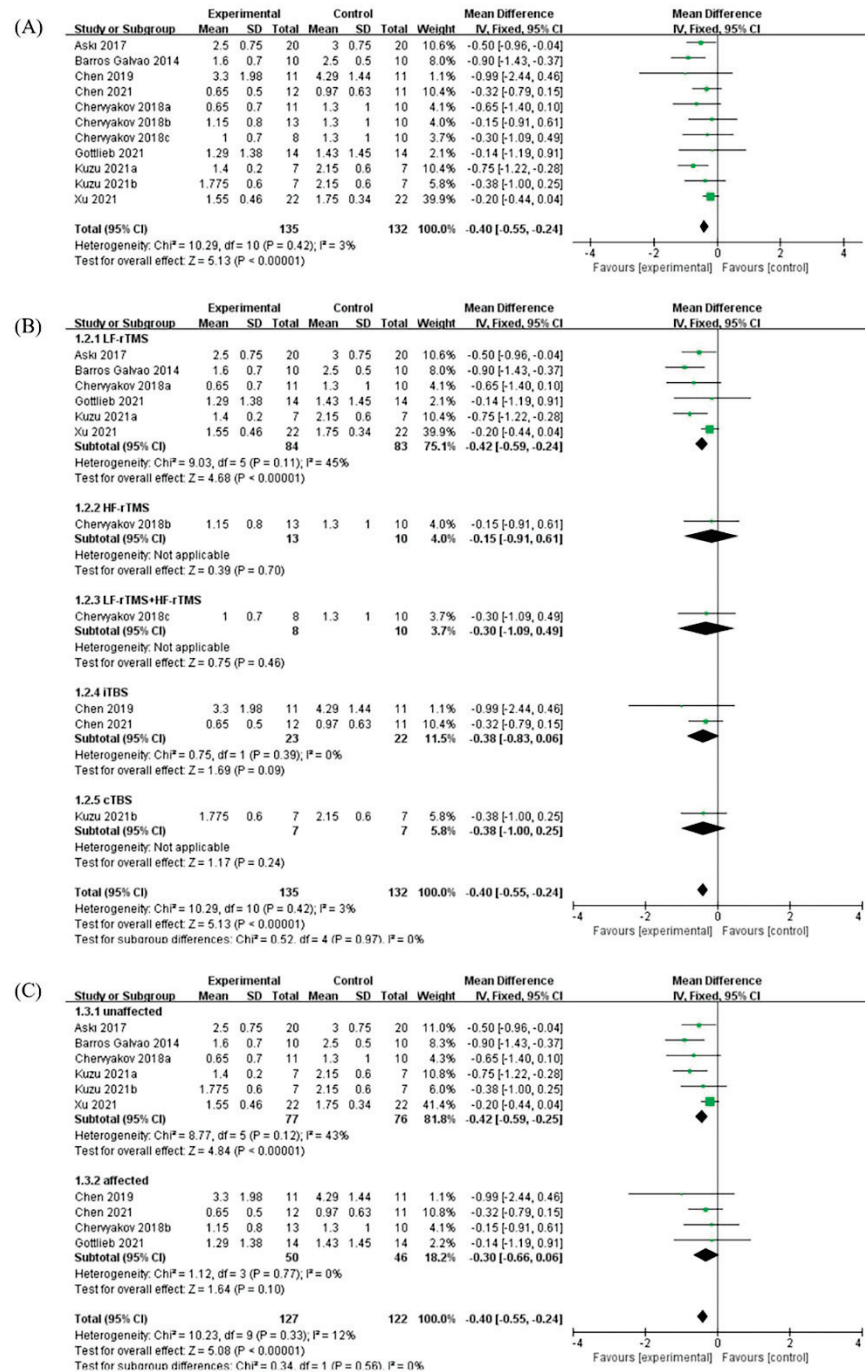 (A)
Experimental Control Mean Difference Mean Difference
Study or Subgroup Mean SD Total Mean SD Total Weight IV, Fixed, 95% CI IV, Fixed, 95% CI
Aski 2017 2.5 0.75 20 3 0.75 20 10.6% -0.50 [-0.96, -0.04]
Barros Galvao 2014 1.6 0.7 10 2.5 0.5 10 8.0% -0.90 [-1.43, -0.37]
Chen 2019 3.3 1.98 11 4.29 1.44 11 1.1% -0.99 [-2.44, 0.46]
Chen 2021 0.65 0.5 12 0.97 0.63 11 10.4% -0.32 [-0.79, 0.15]
Chervyakov 2018a 0.65 0.7 11 1.3 1 10 4.1% -0.65 [-1.40, 0.10]
Chervyakov 2018b 1.15 0.8 13 1.3 1 10 4.0% -0.15 [-0.91, 0.61]
Chervyakov 2018c 1 0.7 8 1.3 1 10 3.7% -0.30 [-1.09, 0.49]
Gottlieb 2021 1.29 1.38 14 1.43 1.45 14 2.1% -0.14 [-1.19, 0.91]
Kuzu 2021a 1.4 0.2 7 2.15 0.6 7 10.4% -0.75 [-1.22, -0.28]
Kuzu 2021b 1.775 0.6 7 2.15 0.6 7 5.8% -0.38 [-1.00, 0.25]
Xu 2021 1.55 0.46 22 1.75 0.34 22 39.9% -0.20 [-0.44, 0.04]
Total (95% CI) 135 132 100.0% -0.40 [-0.55, -0.24]
Heterogeneity: Chi² = 10.29, df = 10 (P = 0.42); I² = 3%
Test for overall effect: Z = 5.13 (P < 0.00001)
-4 -2 0 2 4
Favours [experimental] Favours [control]
(B)
Experimental Control Mean Difference Mean Difference
Study or Subgroup Mean SD Total Mean SD Total Weight IV, Fixed, 95% CI IV, Fixed, 95% CI
1.2.1 LF-rTMS
Aski 2017 2.5 0.75 20 3 0.75 20 10.6% -0.50 [-0.96, -0.04]
Barros Galvao 2014 1.6 0.7 10 2.5 0.5 10 8.0% -0.90 [-1.43, -0.37]
Chervyakov 2018a 0.65 0.7 11 1.3 1 10 4.1% -0.65 [-1.40, 0.10]
Gottlieb 2021 1.29 1.38 14 1.43 1.45 14 2.1% -0.14 [-1.19, 0.91]
Kuzu 2021a 1.4 0.2 7 2.15 0.6 7 10.4% -0.75 [-1.22, -0.28]
Xu 2021 1.55 0.46 22 1.75 0.34 22 39.9% -0.20 [-0.44, 0.04]
Subtotal (95% CI) 84 83 75.1% -0.42 [-0.59, -0.24]
Heterogeneity: Chi² = 9.03, df = 5 (P = 0.11); I² = 45%
Test for overall effect: Z = 4.68 (P < 0.00001)
1.2.2 HF-rTMS
Chervyakov 2018b 1.15 0.8 13 1.3 1 10 4.0% -0.15 [-0.91, 0.61]
Subtotal (95% CI) 13 10 4.0% -0.15 [-0.91, 0.61]
Heterogeneity: Not applicable
Test for overall effect: Z = 0.39 (P = 0.70)
1.2.3 LF-rTMS+HF-rTMS
Chervyakov 2018c 1 0.7 8 1.3 1 10 3.7% -0.30 [-1.09, 0.49]
Subtotal (95% CI) 8 10 3.7% -0.30 [-1.09, 0.49]
Heterogeneity: Not applicable
Test for overall effect: Z = 0.75 (P = 0.46)
1.2.4 iTBS
Chen 2019 3.3 1.98 11 4.29 1.44 11 1.1% -0.99 [-2.44, 0.46]
Chen 2021 0.65 0.5 12 0.97 0.63 11 10.4% -0.32 [-0.79, 0.15]
Subtotal (95% CI) 23 22 11.5% -0.38 [-0.83, 0.06]
Heterogeneity: Chi² = 0.75, df = 1 (P = 0.39); I² = 0%
Test for overall effect: Z = 1.69 (P = 0.09)
1.2.5 cTBS
Kuzu 2021b 1.775 0.6 7 2.15 0.6 7 5.8% -0.38 [-1.00, 0.25]
Subtotal (95% CI) 7 7 5.8% -0.38 [-1.00, 0.25]
Heterogeneity: Not applicable
Test for overall effect: Z = 1.17 (P = 0.24)
Total (95% CI) 135 132 100.0% -0.40 [-0.55, -0.24]
Heterogeneity: Chi² = 10.29, df = 10 (P = 0.42); I² = 3%
Test for overall effect: Z = 5.13 (P < 0.00001)
Test for subgroup differences: Chi² = 0.52, df = 4 (P = 0.97), I² = 0%
-4 -2 0 2 4
Favours [experimental] Favours [control]
(C)
Experimental Control Mean Difference Mean Difference
Study or Subgroup Mean SD Total Mean SD Total Weight IV, Fixed, 95% CI IV, Fixed, 95% CI
1.3.1 unaffected
Aski 2017 2.5 0.75 20 3 0.75 20 11.0% -0.50 [-0.96, -0.04]
Barros Galvao 2014 1.6 0.7 10 2.5 0.5 10 8.3% -0.90 [-1.43, -0.37]
Chervyakov 2018a 0.65 0.7 11 1.3 1 10 4.3% -0.65 [-1.40, 0.10]
Kuzu 2021a 1.4 0.2 7 2.15 0.6 7 10.8% -0.75 [-1.22, -0.28]
Kuzu 2021b 1.775 0.6 7 2.15 0.6 7 6.0% -0.38 [-1.00, 0.25]
Xu 2021 1.55 0.46 22 1.75 0.34 22 41.4% -0.20 [-0.44, 0.04]
Subtotal (95% CI) 77 76 81.8% -0.42 [-0.59, -0.25]
Heterogeneity: Chi² = 8.77, df = 5 (P = 0.12); I² = 43%
Test for overall effect: Z = 4.84 (P < 0.00001)
1.3.2 affected
Chen 2019 3.3 1.98 11 4.29 1.44 11 1.1% -0.99 [-2.44, 0.46]
Chen 2021 0.65 0.5 12 0.97 0.63 11 10.8% -0.32 [-0.79, 0.15]
Chervyakov 2018b 1.15 0.8 13 1.3 1 10 4.1% -0.15 [-0.91, 0.61]
Gottlieb 2021 1.29 1.38 14 1.43 1.45 14 2.2% -0.14 [-1.19, 0.91]
Subtotal (95% CI) 50 46 18.2% -0.30 [-0.66, 0.06]
Heterogeneity: Chi² = 1.12, df = 3 (P = 0.77); I² = 0%
Test for overall effect: Z = 1.64 (P = 0.10)
Total (95% CI) 127 122 100.0% -0.40 [-0.55, -0.24]
Heterogeneity: Chi² = 10.23, df = 9 (P = 0.33); I² = 12%
Test for overall effect: Z = 5.08 (P < 0.00001)
Test for subgroup differences: Chi² = 0.34, df = 1 (P = 0.56), I² = 0%
-4 -2 0 2 4
Favours [experimental] Favours [control]